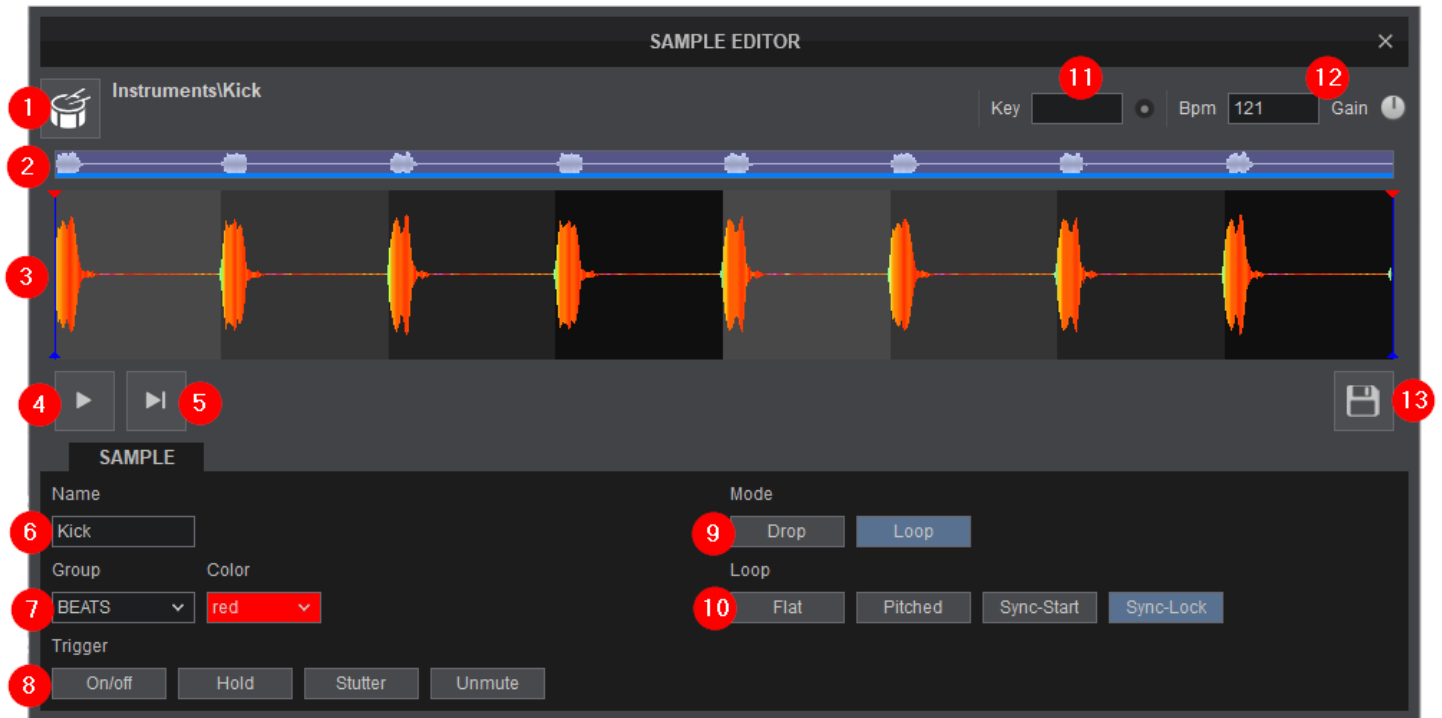 SAMPLE EDITOR ×
1 Instruments\Kick
11 12
Key Bpm 121 Gain
2
3
4 5 13
SAMPLE
Name Mode
6 Kick 9 Drop Loop
Group Color Loop
7 BEATS red 10 Flat Pitched Sync-Start Sync-Lock
Trigger
8 On/off Hold Stutter Unmute